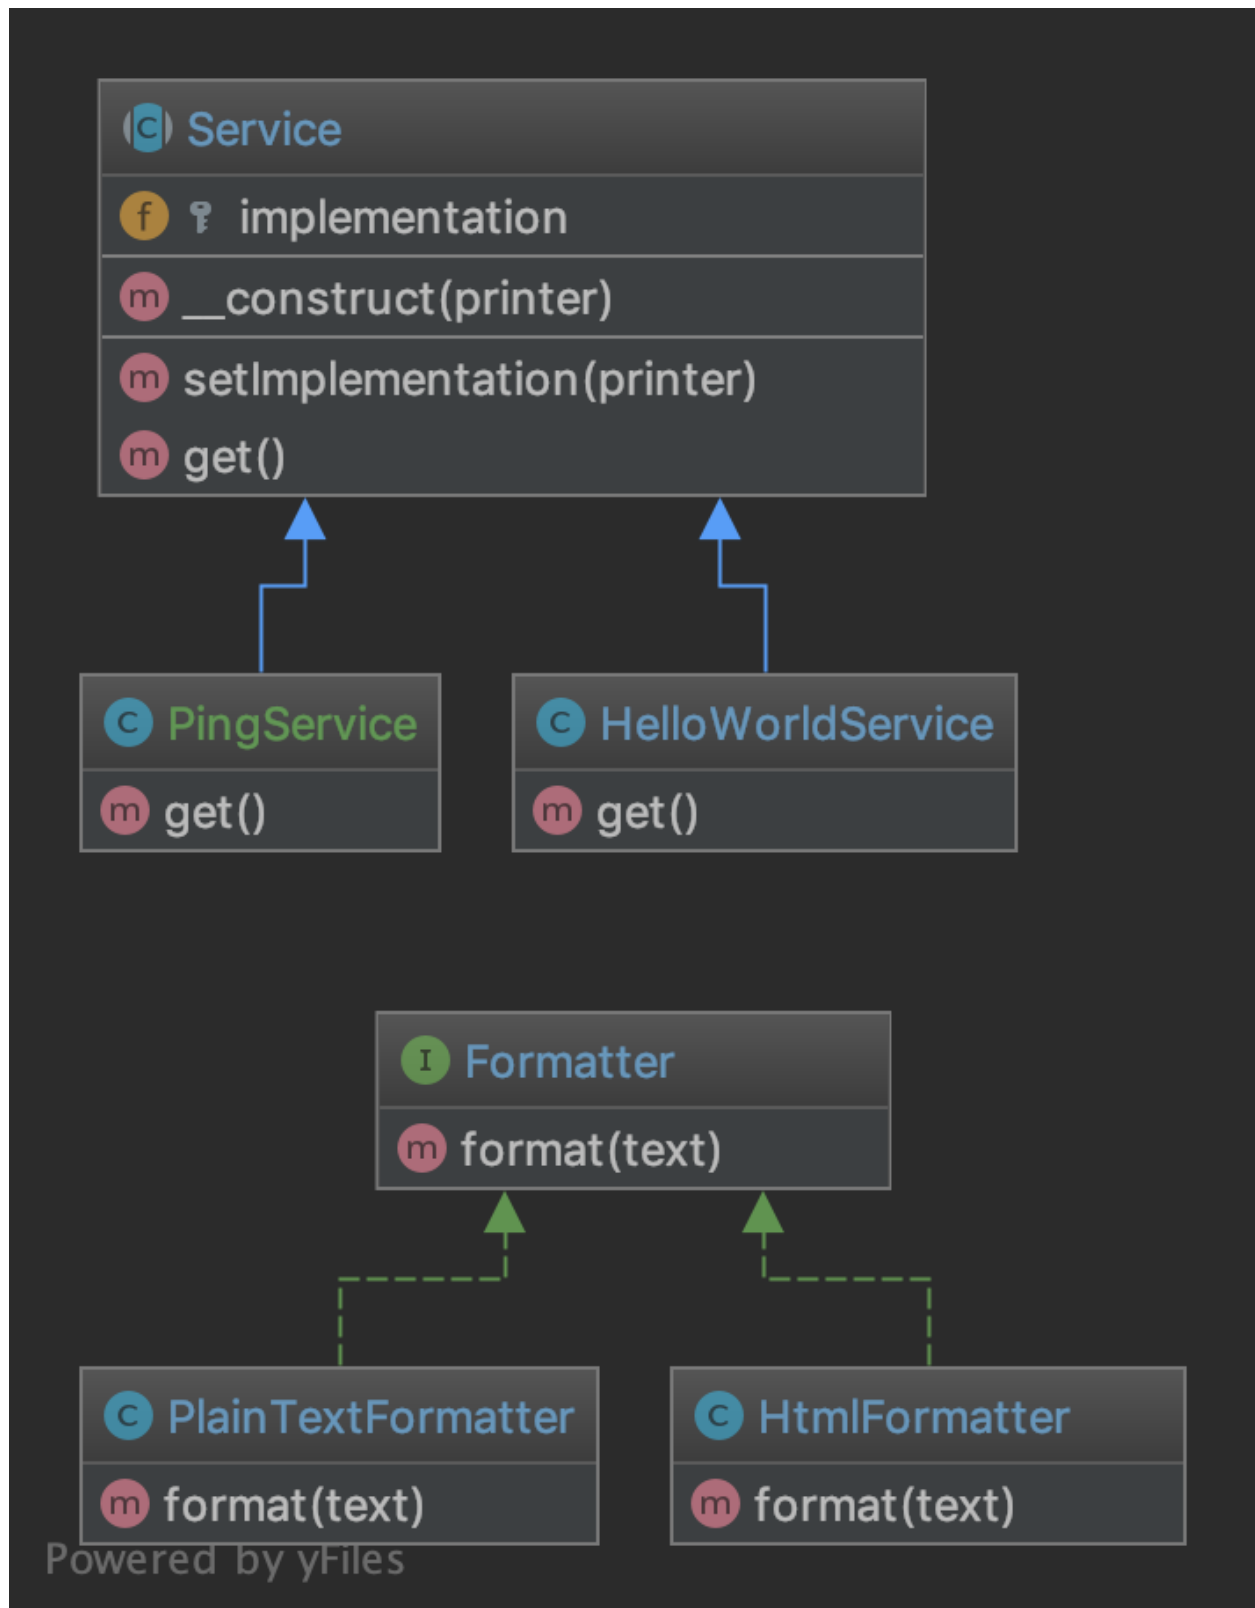 C Service
f implementation
m __construct(printer)
m setImplementation(printer)
m get()
C PingService
m get()
C HelloWorldService
m get()
I Formatter
m format(text)
C PlainTextFormatter
m format(text)
C HtmlFormatter
m format(text)
Powered by yFiles